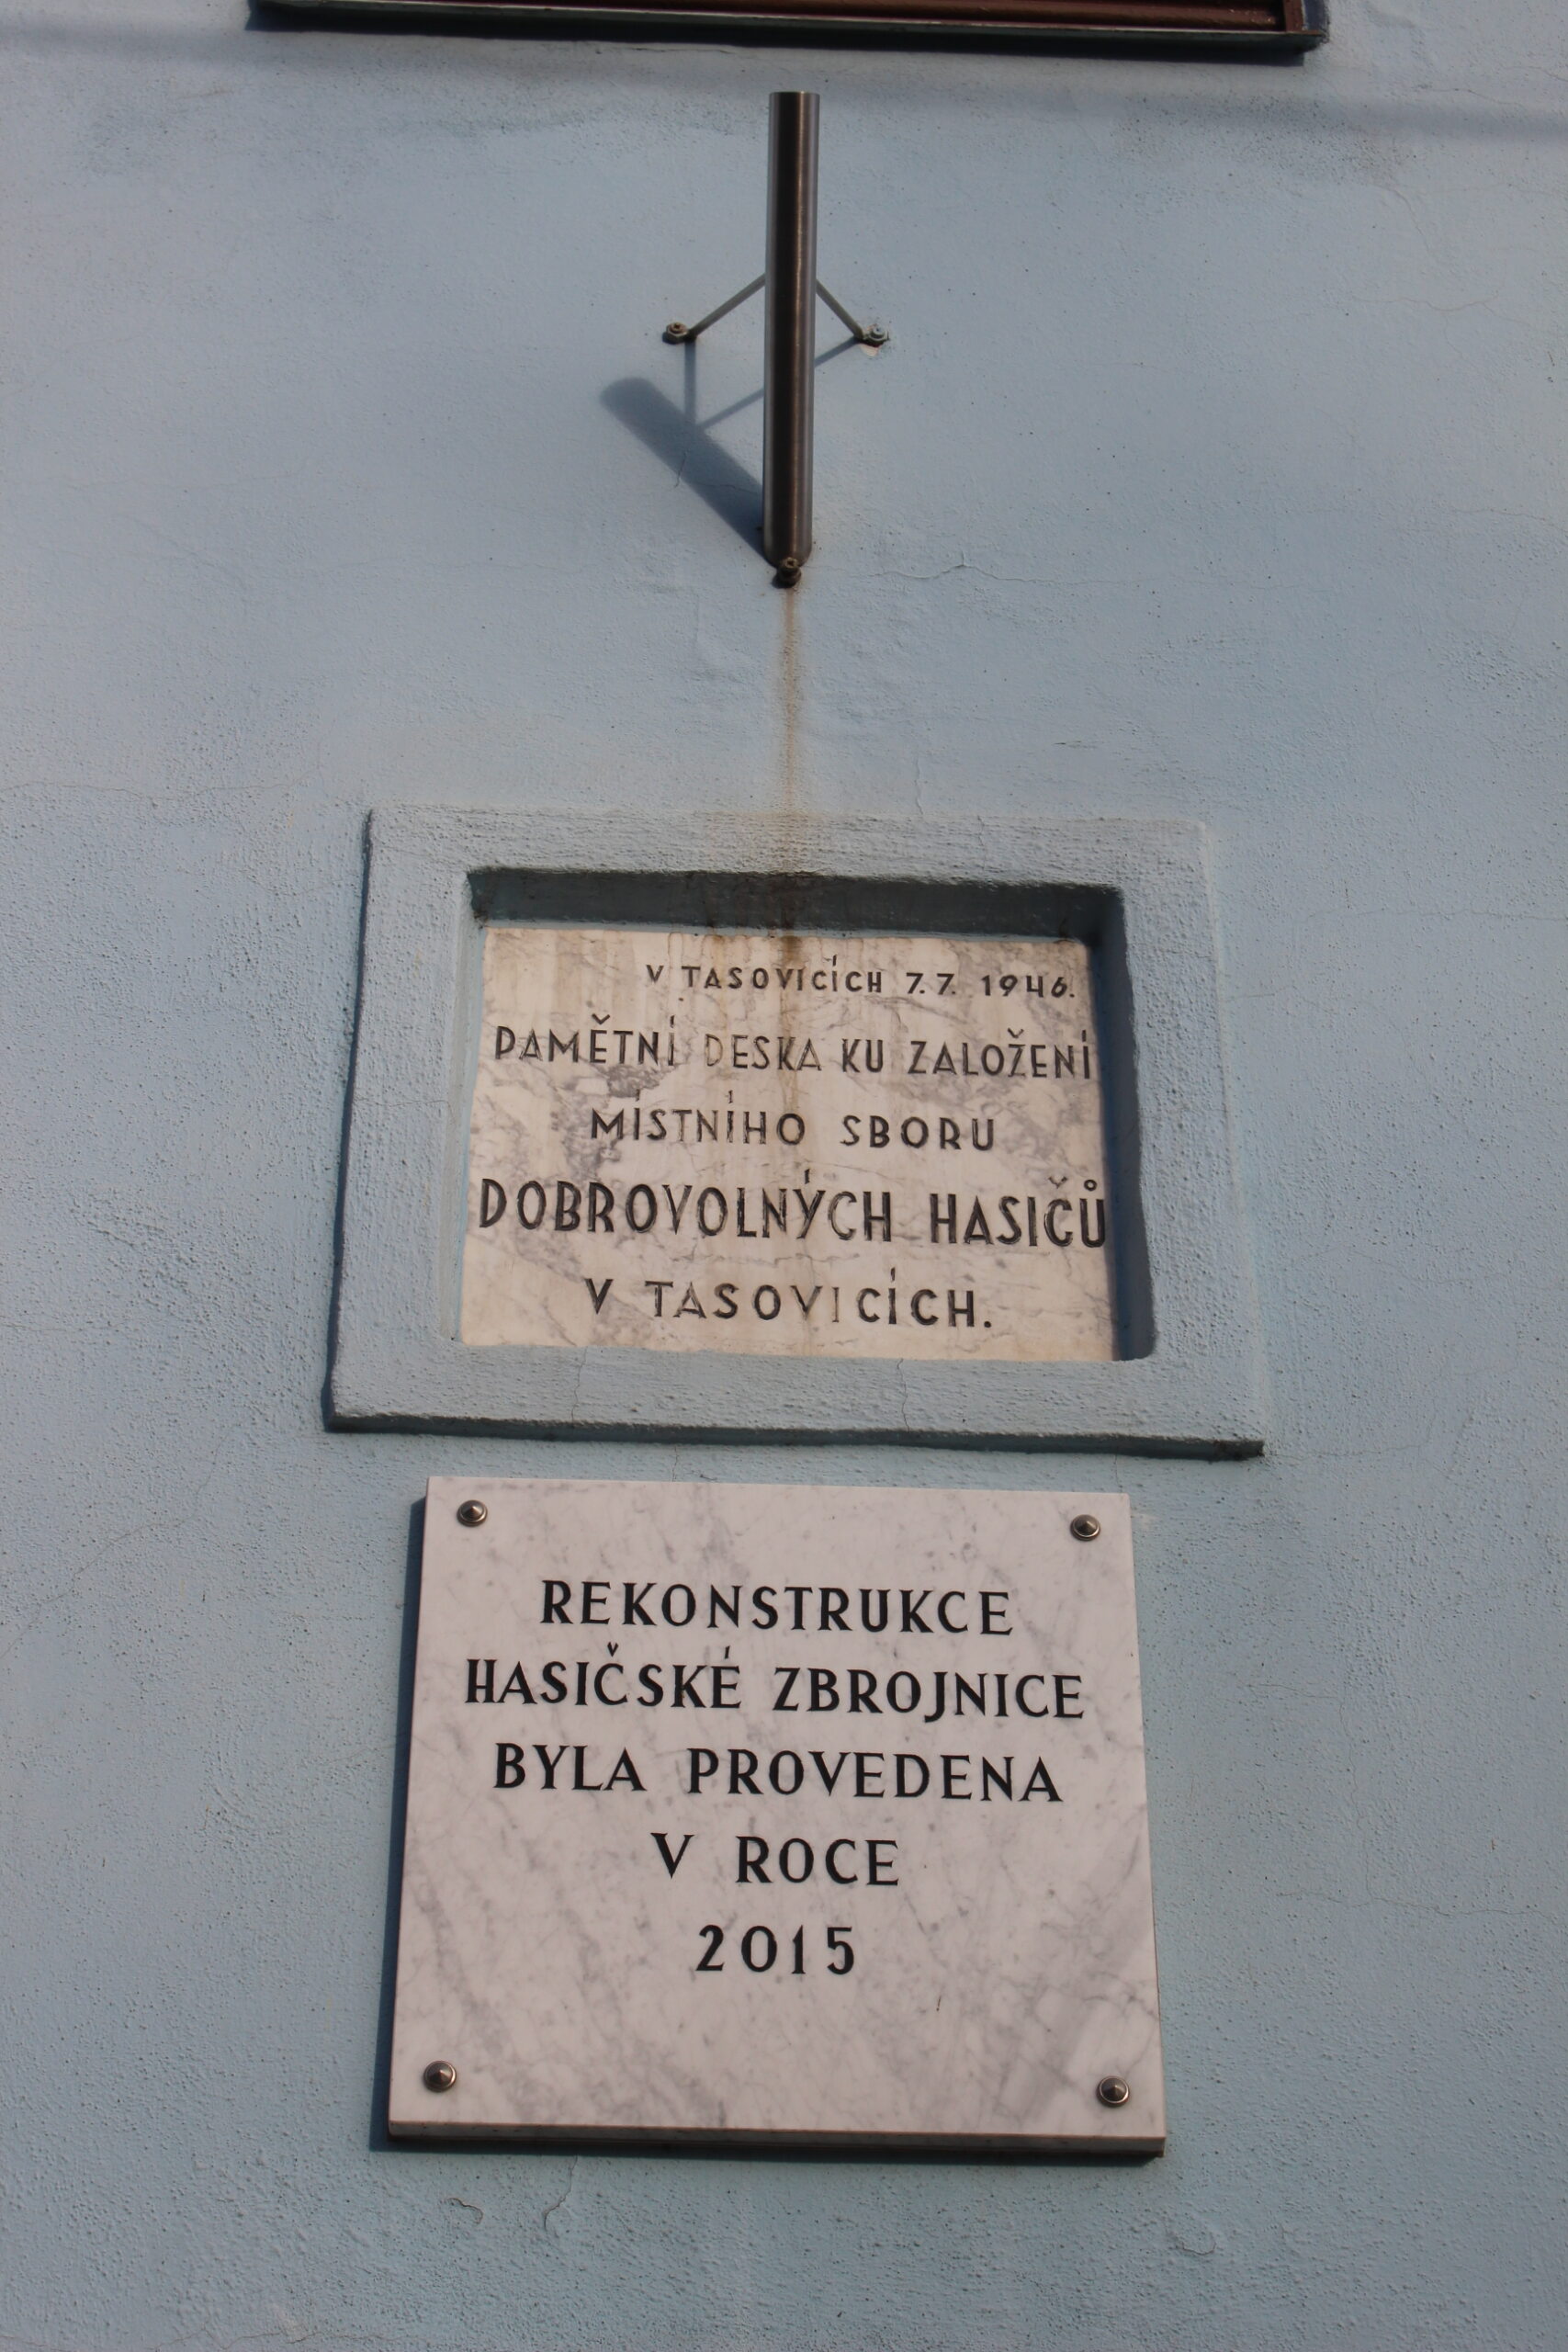 V TASOVICÍCH 7.7. 1946.
PAMĚTNÍ DESKA KU ZALOŽENÍ
MÍSTNÍHO SBORU
DOBROVOLNÝCH HASIČŮ
V TASOVICÍCH.
REKONSTRUKCE
HASIČSKÉ ZBROJNICE
BYLA PROVEDENA
V ROCE
2015